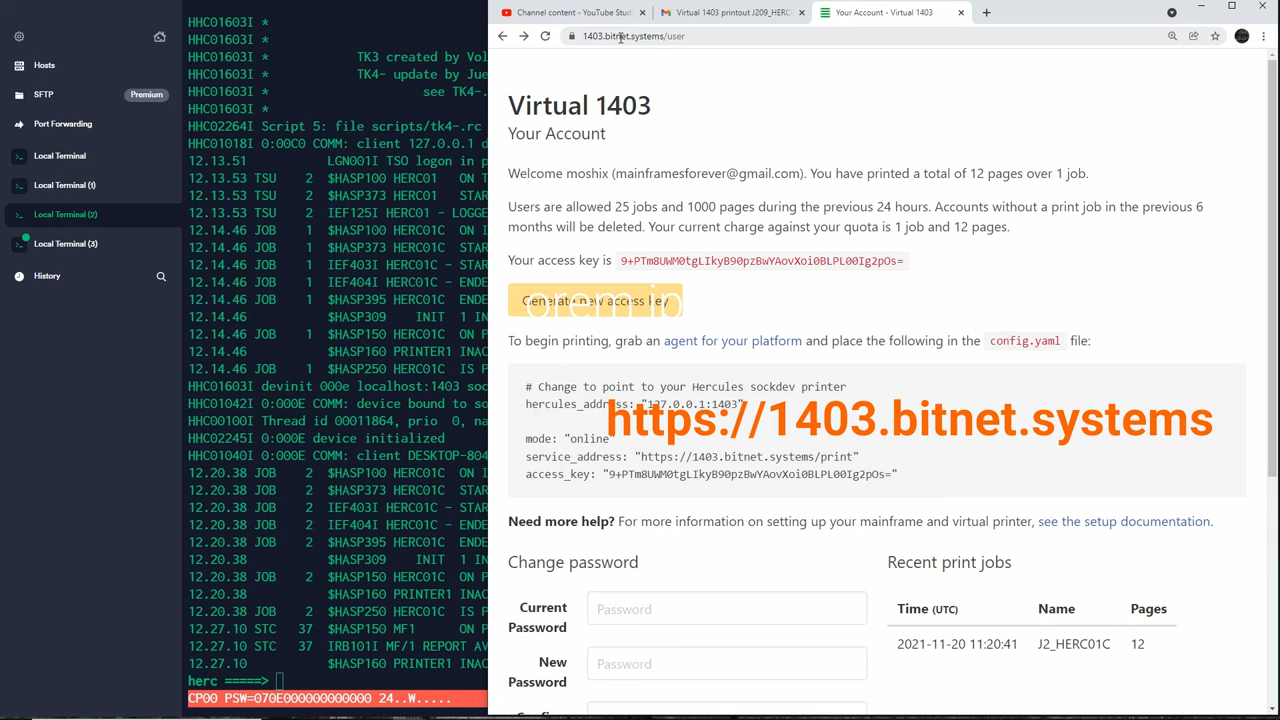 Hosts
SFTP
Premium
Port Forwarding
Local Terminal
Local Terminal (1)
Local Terminal (2)
Local Terminal (3)
History
HHC01603I *
HHC01603I *
HHC01603I * TK3 created by Vol
HHC01603I * TK4- update by Jue
HHC01603I * see TK4-.
HHC01603I *
HHC02264I Script 5: file scripts/tk4-.rc
HHC01018I 0:00C0 COMM: client 127.0.0.1 d
12.13.51 LGN001I TSO logon in p
12.13.53 TSU 2 $HASP100 HERC01 ON T
12.13.53 TSU 2 $HASP373 HERC01 STAR
12.13.53 TSU 2 IEF125I HERC01 - LOGGE
12.14.46 JOB 1 $HASP100 HERC01C ON I
12.14.46 JOB 1 $HASP373 HERC01C STAR
12.14.46 JOB 1 IEF403I HERC01C - STAR
12.14.46 JOB 1 IEF404I HERC01C - ENDE
12.14.46 JOB 1 $HASP395 HERC01C ENDE
12.14.46 $HASP309 INIT 1 IN
12.14.46 JOB 1 $HASP150 HERC01C ON P
12.14.46 $HASP160 PRINTER1 INAC
12.14.46 JOB 1 $HASP250 HERC01C IS P
HHC01603I devinit 000e localhost:1403 soc
HHC01042I 0:000E COMM: device bound to so
HHC00100I Thread id 00011864, prio 0, na
HHC02245I 0:000E device initialized
HHC01040I 0:000E COMM: client DESKTOP-804
12.20.38 JOB 2 $HASP100 HERC01C ON I
12.20.38 JOB 2 $HASP373 HERC01C STAR
12.20.38 JOB 2 IEF403I HERC01C - STAR
12.20.38 JOB 2 IEF404I HERC01C - ENDE
12.20.38 JOB 2 $HASP395 HERC01C ENDE
12.20.38 $HASP309 INIT 1 IN
12.20.38 JOB 2 $HASP150 HERC01C ON P
12.20.38 $HASP160 PRINTER1 INAC
12.20.38 JOB 2 $HASP250 HERC01C IS P
12.27.10 STC 37 $HASP150 MF1 ON P
12.27.10 STC 37 IRB101I MF/1 REPORT AV
12.27.10 $HASP160 PRINTER1 INAC
herc =====>
CP00 PSW=070E000000000000 24..W.....
Channel content - YouTube Studi
Virtual 1403 printout J209_HERC
Your Account - Virtual 1403
1403.bitnet.systems/user
Virtual 1403
Your Account
Welcome moshix (mainframesforever@gmail.com). You have printed a total of 12 pages over 1 job.
Users are allowed 25 jobs and 1000 pages during the previous 24 hours. Accounts without a print job in the previous 6
months will be deleted. Your current charge against your quota is 1 job and 12 pages.
Your access key is 9+PTm8UWM0tgLIkyB90pzBwYAovXoi0BLPL00Ig2pOs=
Generate new access key
orem ip
To begin printing, grab an agent for your platform and place the following in the config.yaml file:
# Change to point to your Hercules sockdev printer
hercules_address: "127.0.0.1:1403"
https://1403.bitnet.systems
mode: "online"
service_address: "https://1403.bitnet.systems/print"
access_key: "9+PTm8UWM0tgLIkyB90pzBwYAovXoi0BLPL00Ig2pOs="
Need more help? For more information on setting up your mainframe and virtual printer, see the setup documentation.
Change password
Current Password
Password
New Password
Password
Recent print jobs
Time (UTC) Name Pages
2021-11-20 11:20:41 J2_HERC01C 12